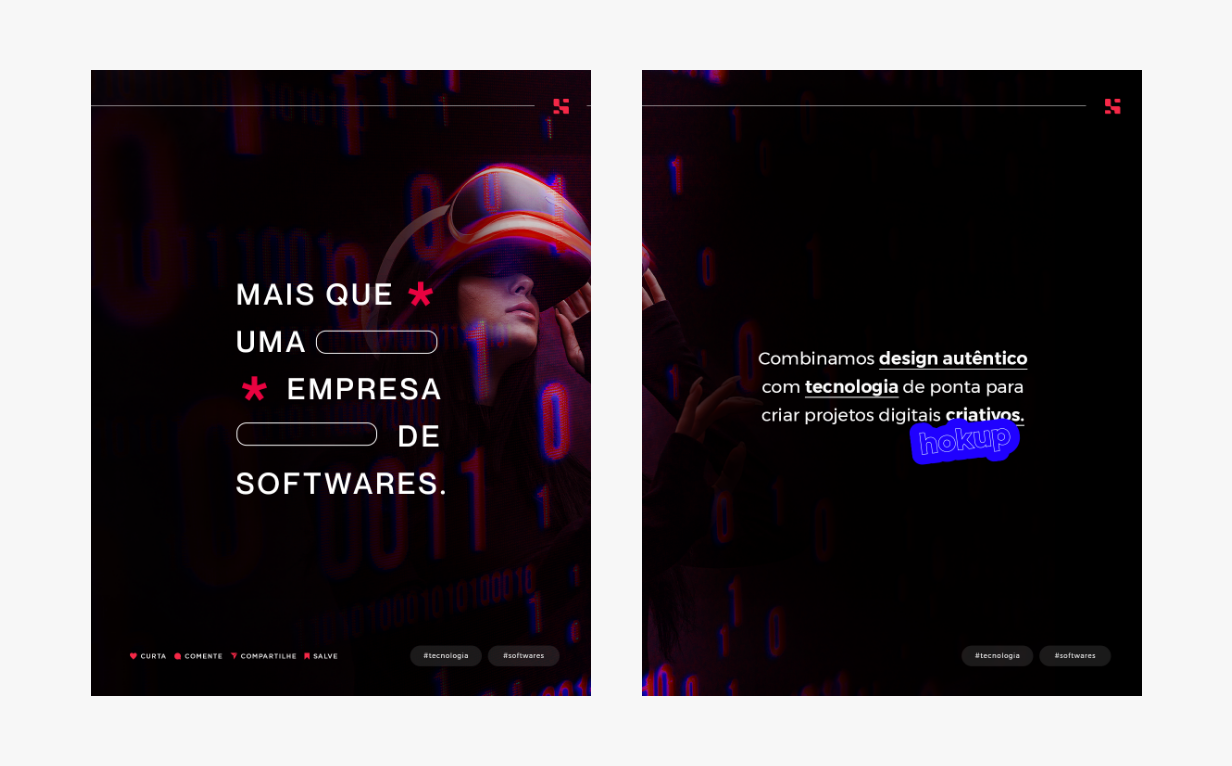 MAIS QUE *
UMA
* EMPRESA
DE
SOFTWARES.
CURTA COMENTE COMPARTILHE SALVE
#tecnologia #softwares
Combinamos design autêntico
com tecnologia de ponta para
criar projetos digitais criativos.
hokup
#tecnologia #softwares